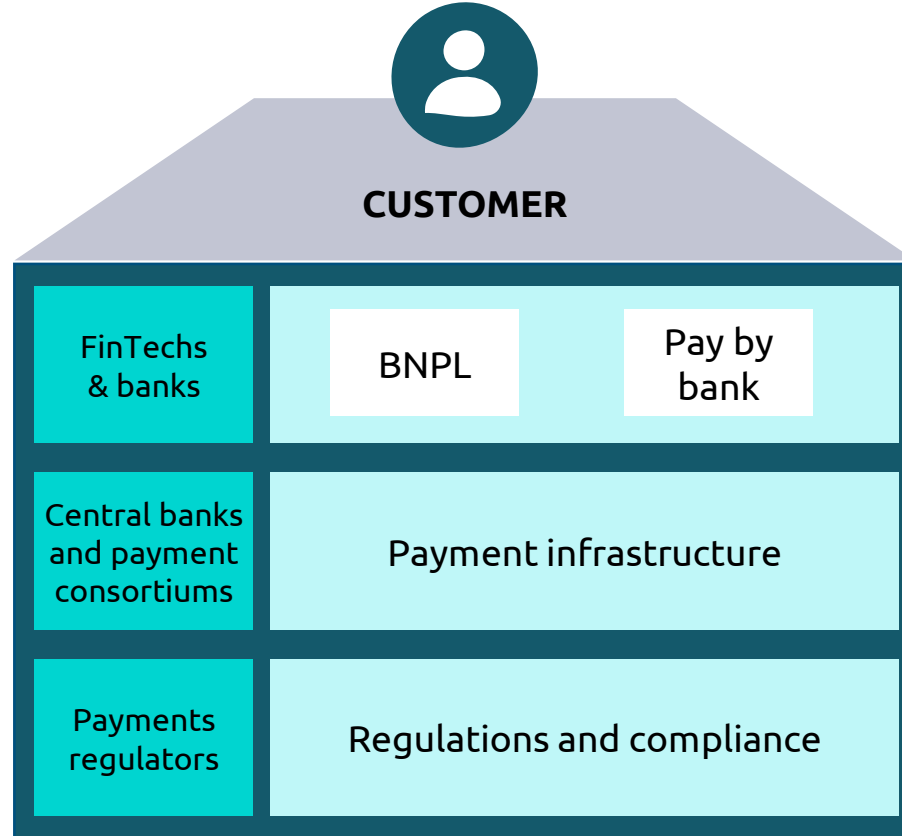 CUSTOMER
FinTechs
& banks
BNPL
Pay by
bank
Central banks
and payment
consortiums
Payment infrastructure
Payments
regulators
Regulations and compliance